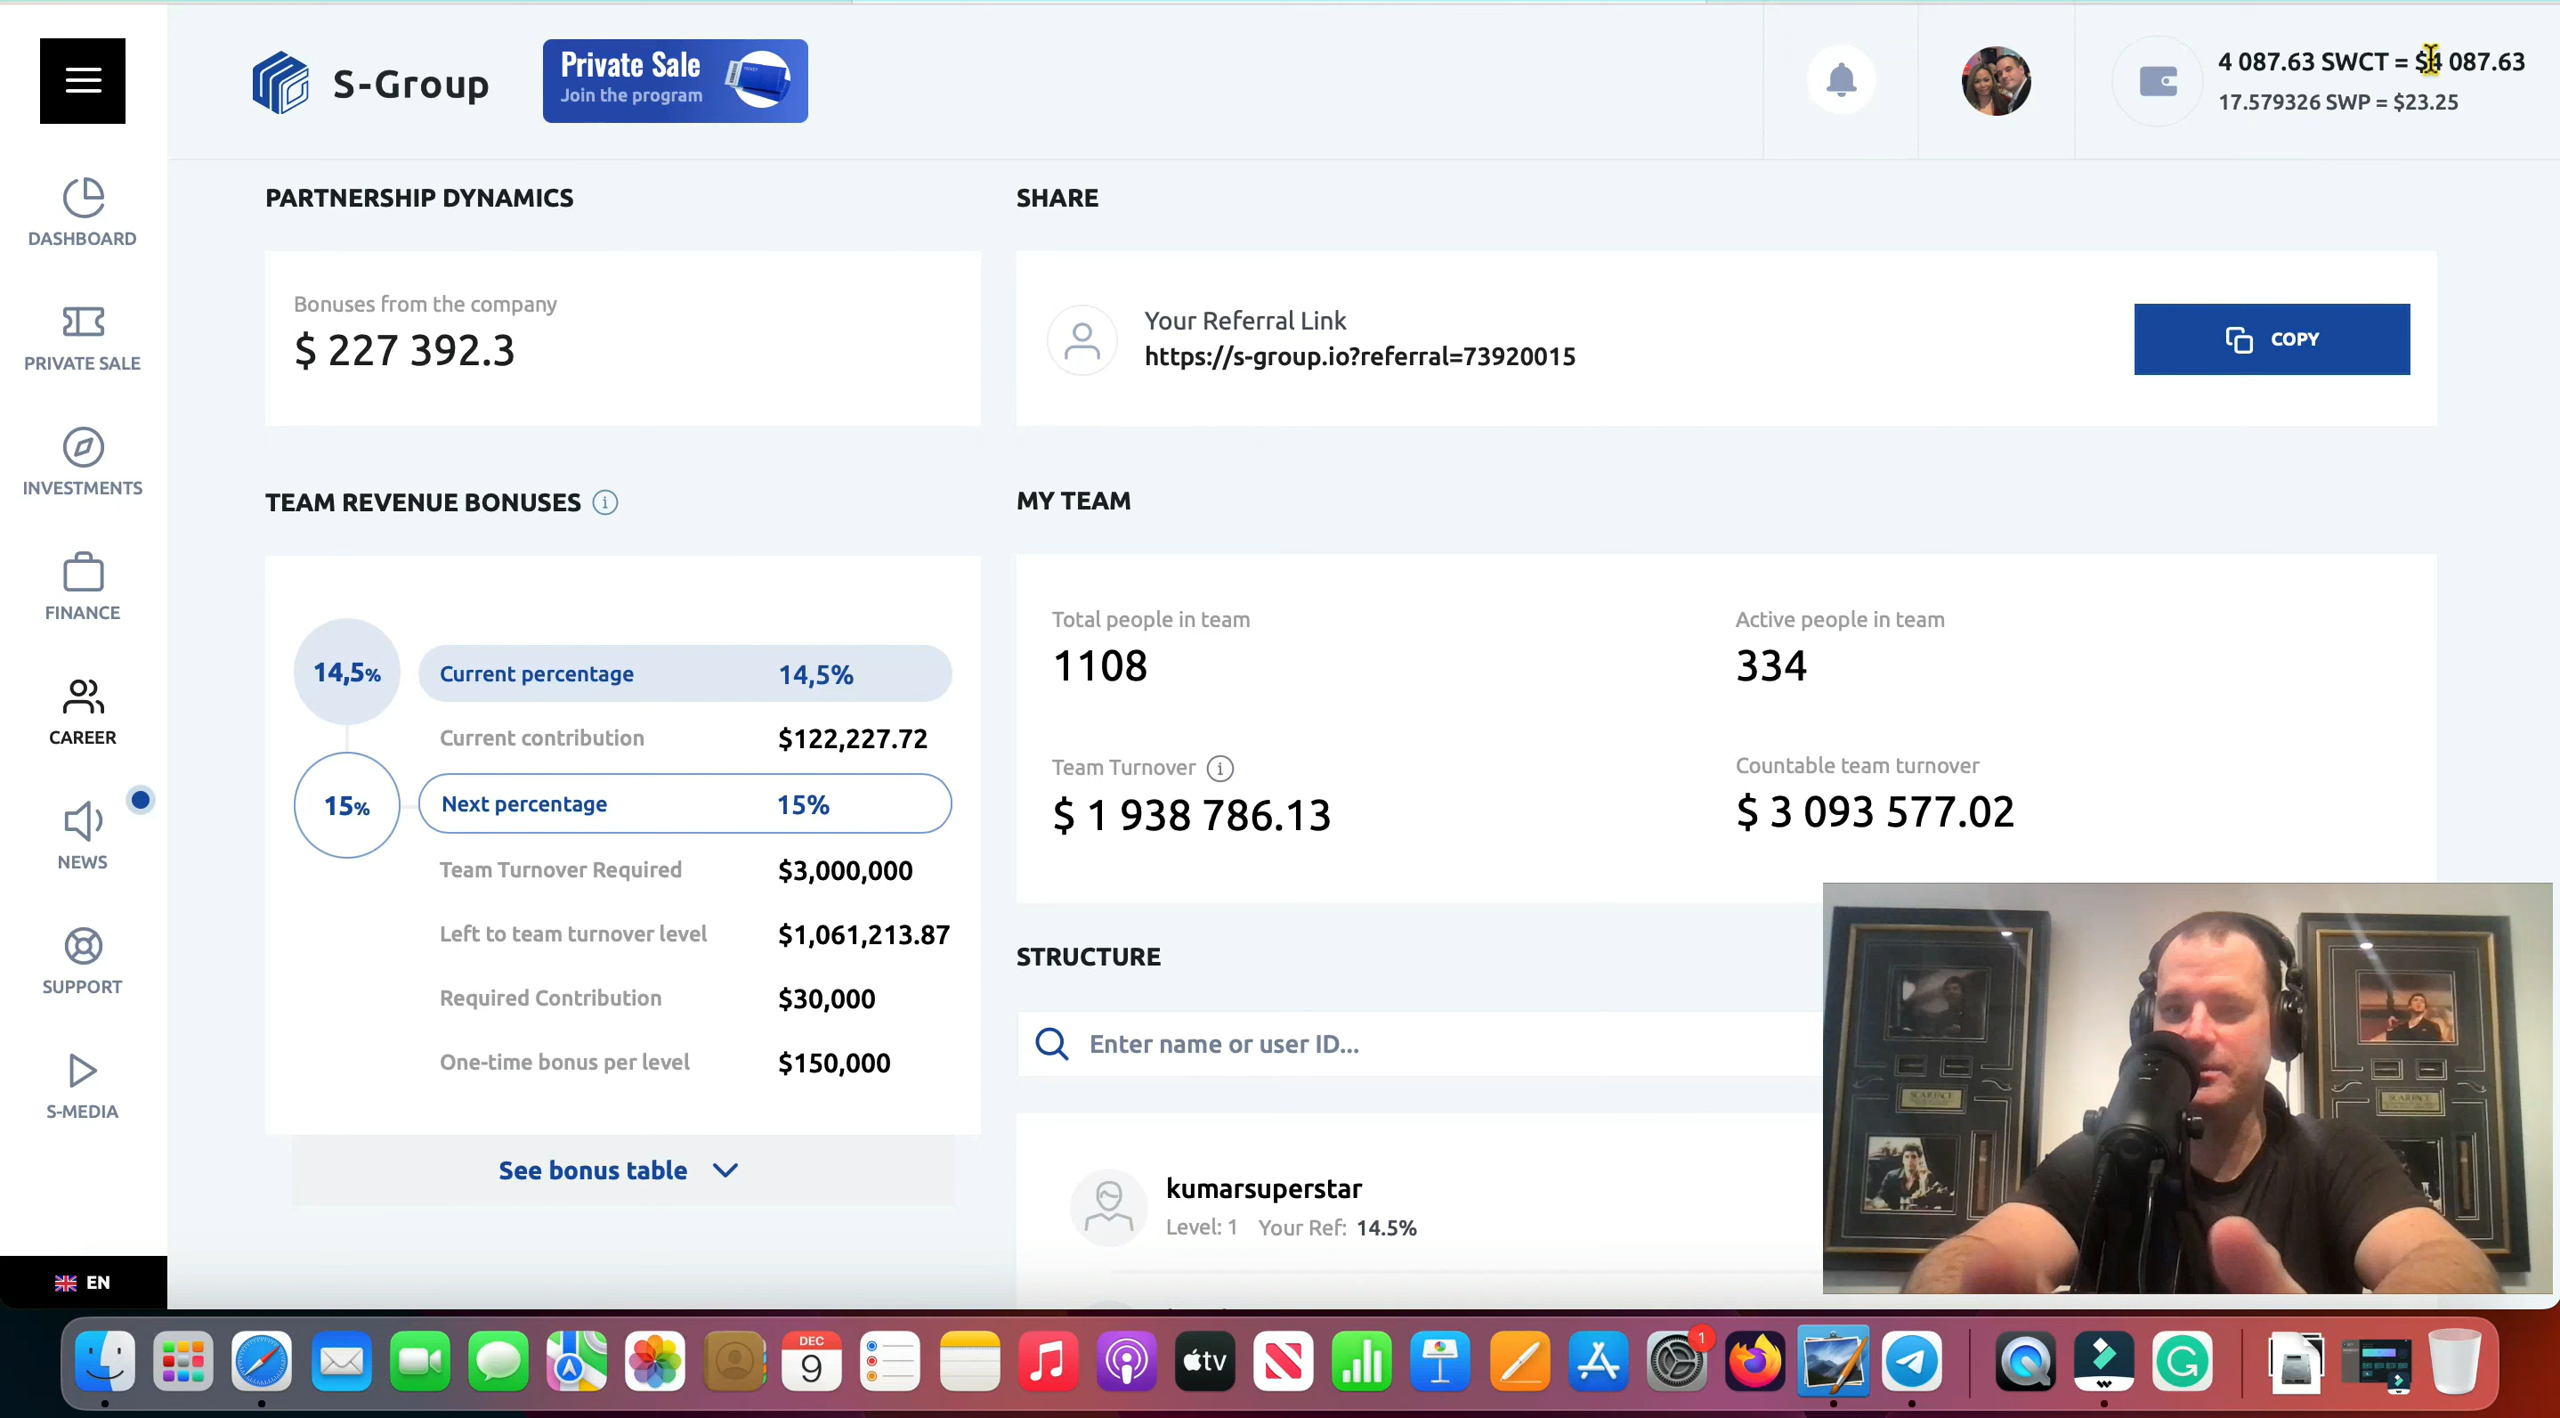 S-Group
Private Sale
Join the program
4 087.63 SWCT = $4 087.63
17.579326 SWP = $23.25
DASHBOARD
PRIVATE SALE
INVESTMENTS
FINANCE
CAREER
NEWS
SUPPORT
S-MEDIA
EN
PARTNERSHIP DYNAMICS
Bonuses from the company
$ 227 392.3
SHARE
Your Referral Link
https://s-group.io?referral=73920015
COPY
TEAM REVENUE BONUSES
14,5%
Current percentage 14,5%
Current contribution $122,227.72
15%
Next percentage 15%
Team Turnover Required $3,000,000
Left to team turnover level $1,061,213.87
Required Contribution $30,000
One-time bonus per level $150,000
See bonus table
MY TEAM
Total people in team
1108
Active people in team
334
Team Turnover
$ 1 938 786.13
Countable team turnover
$ 3 093 577.02
STRUCTURE
Enter name or user ID...
kumarsuperstar
Level: 1 Your Ref: 14.5%
SCARFACE
SCARFACE
DEC
9
tv
1